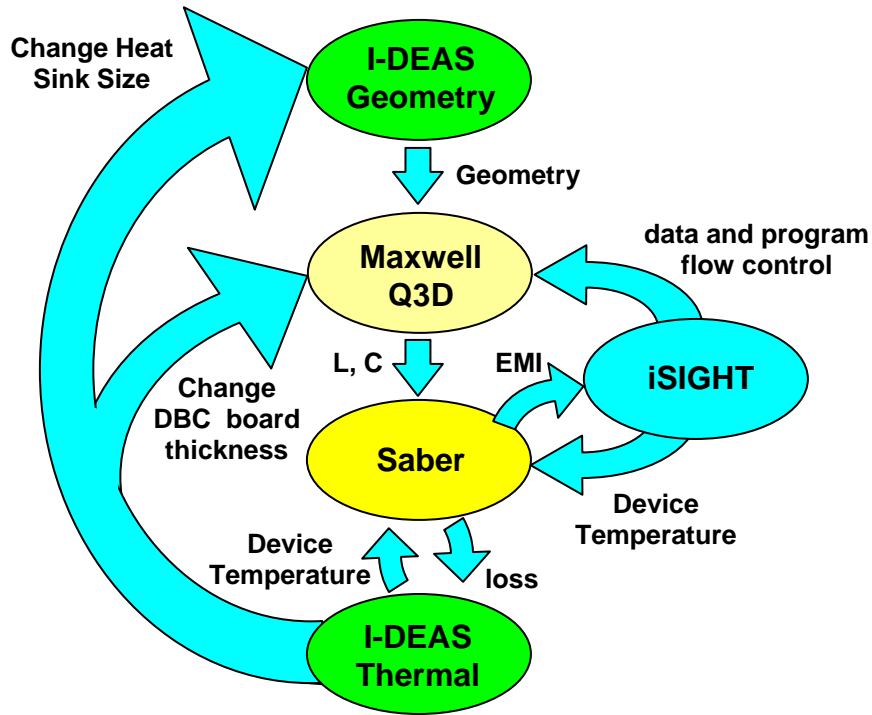 Change Heat
Sink Size
I-DEAS
Geometry
Geometry
data and program
flow control
Maxwell
Q3D
L, C
EMI
iSIGHT
Change
DBC board
thickness
Saber
Device
Temperature
Device
Temperature
loss
I-DEAS
Thermal